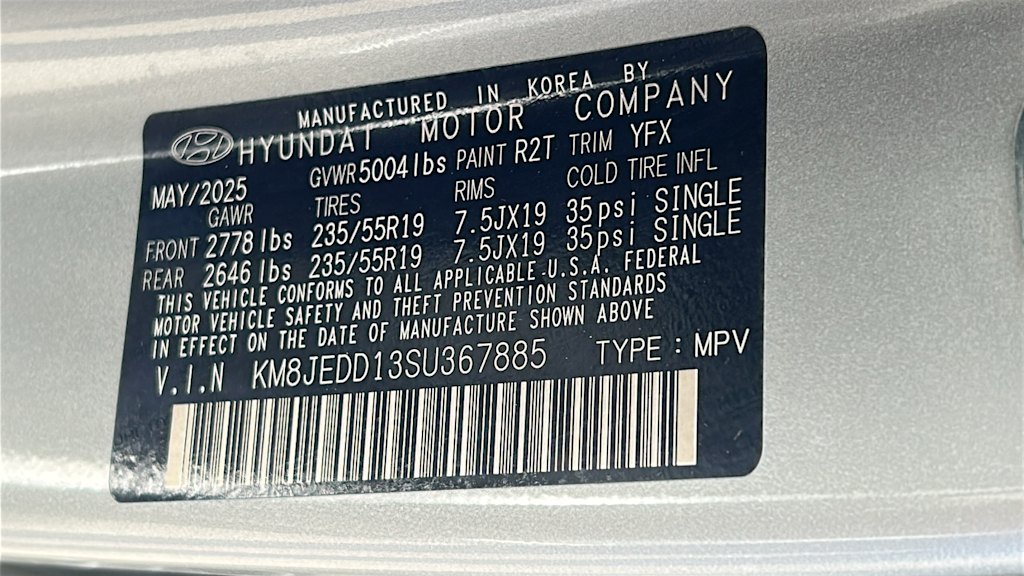 MANUFACTURED IN KOREA BY
HYUNDAI MOTOR COMPANY
MAY/2025 GVWR 5004 lbs PAINT R2T TRIM YFX
GAWR TIRES RIMS COLD TIRE INFL
FRONT 2778 lbs 235/55R19 7.5JX19 35psi SINGLE
REAR 2646 lbs 235/55R19 7.5JX19 35psi SINGLE
THIS VEHICLE CONFORMS TO ALL APPLICABLE U.S.A. FEDERAL
MOTOR VEHICLE SAFETY AND THEFT PREVENTION STANDARDS
IN EFFECT ON THE DATE OF MANUFACTURE SHOWN ABOVE
V.I.N KM8JEDD13SU367885 TYPE : MPV